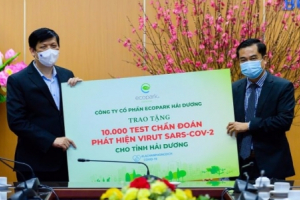 CÔNG TY CỔ PHẦN ECOPARK HẢI DƯƠNG
TRAO TẶNG
10.000 TEST CHẨN ĐOÁN
PHÁT HIỆN VIRUT SARS-COV-2
CHO TỈNH HẢI DƯƠNG